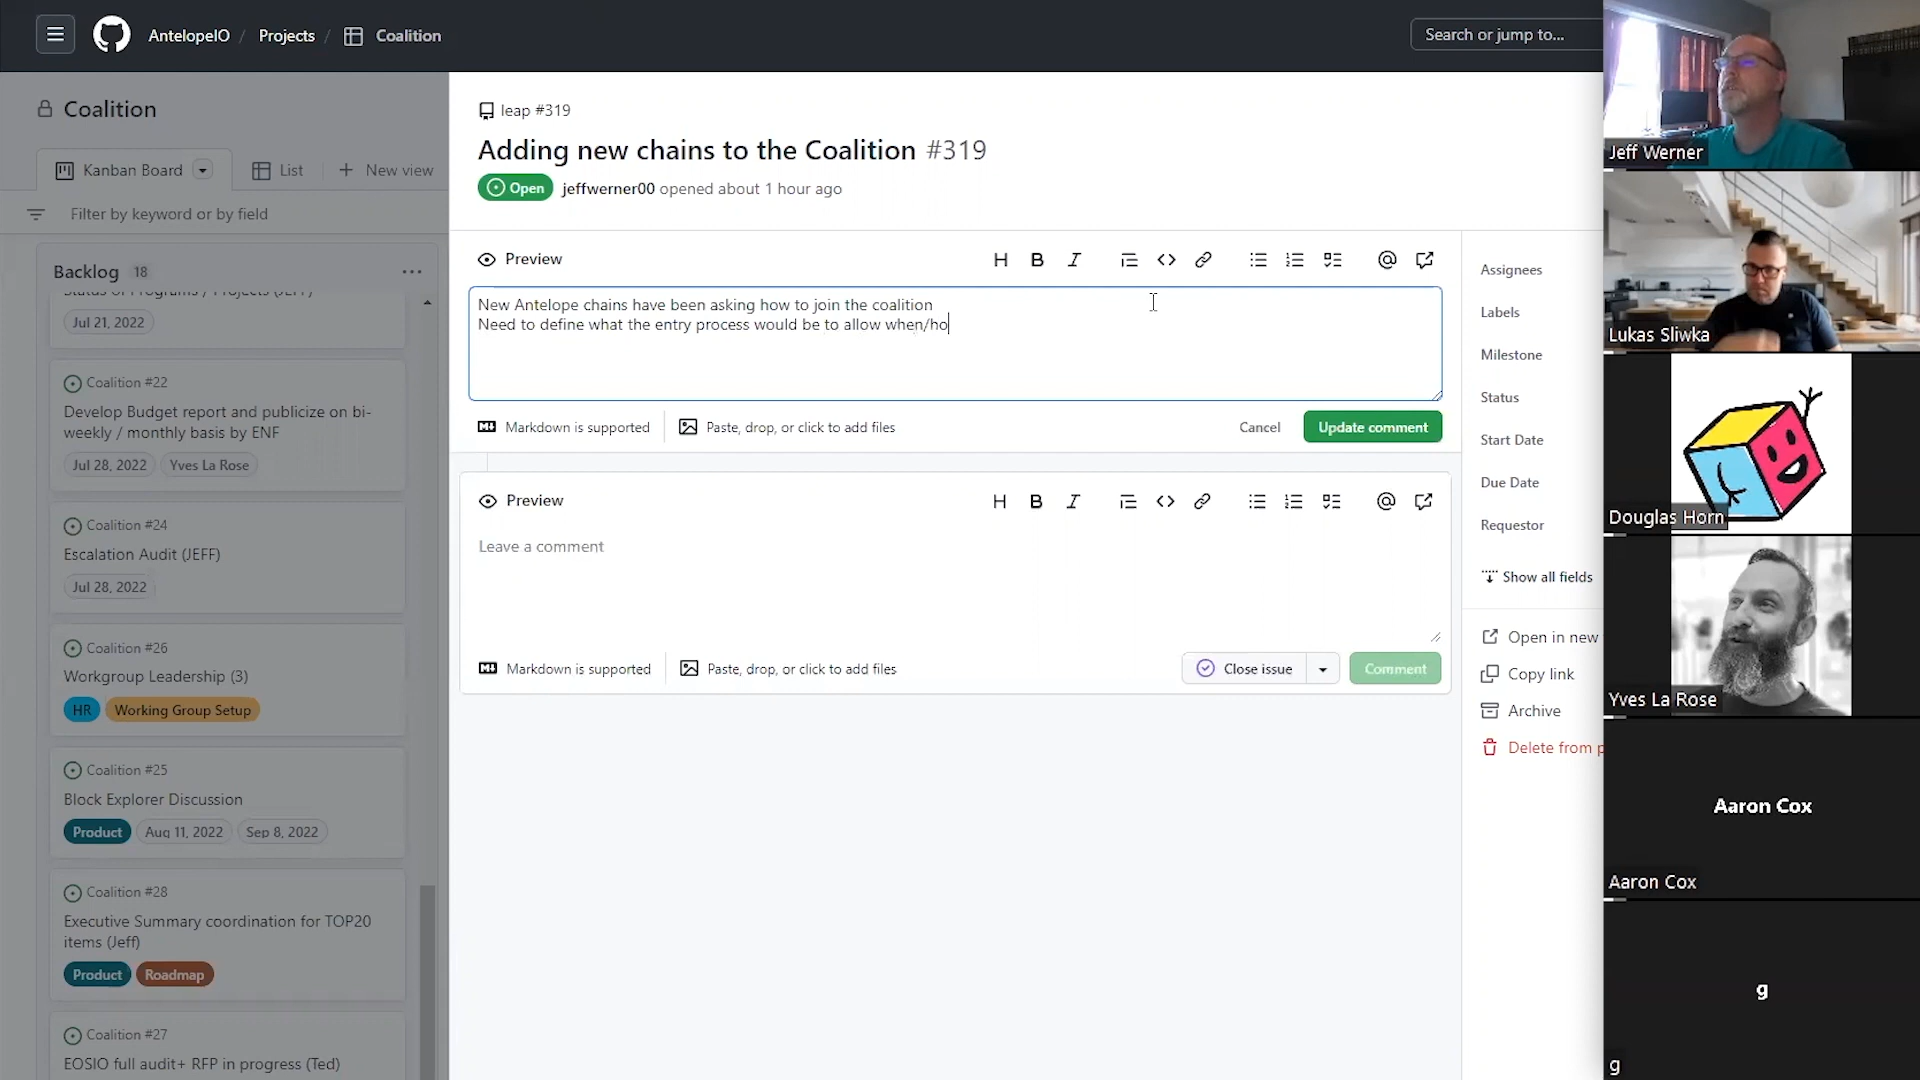 AntelopeIO / Projects / Coalition
Search or jump to...
Coalition
Kanban Board
List
New view
Filter by keyword or by field
Backlog 18
Status of Programs / Projects (JEFF)
Jul 21, 2022
Coalition #22
Develop Budget report and publicize on bi-
weekly / monthly basis by ENF
Jul 28, 2022
Yves La Rose
Coalition #24
Escalation Audit (JEFF)
Jul 28, 2022
Coalition #26
Workgroup Leadership (3)
HR
Working Group Setup
Coalition #25
Block Explorer Discussion
Product
Aug 11, 2022
Sep 8, 2022
Coalition #28
Executive Summary coordination for TOP20
items (Jeff)
Product
Roadmap
Coalition #27
EOSIO full audit+ RFP in progress (Ted)
leap #319
Adding new chains to the Coalition #319
Open
jeffwerner00 opened about 1 hour ago
Preview
H B I
New Antelope chains have been asking how to join the coalition
Need to define what the entry process would be to allow when/ho
Markdown is supported
Paste, drop, or click to add files
Cancel
Update comment
Preview
H B I
Leave a comment
Markdown is supported
Paste, drop, or click to add files
Close issue
Comment
Assignees
Labels
Milestone
Status
Start Date
Due Date
Requestor
Show all fields
Open in new
Copy link
Archive
Delete from p
Jeff Werner
Lukas Sliwka
Douglas Horn
Yves La Rose
Aaron Cox
Aaron Cox
g
g